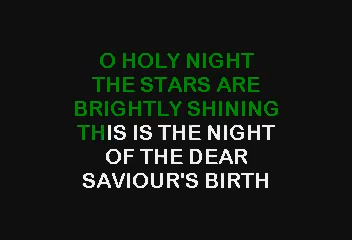 O HOLY NIGHT
THE STARS ARE
BRIGHTLY SHINING
THIS IS THE NIGHT
OF THE DEAR
SAVIOUR'S BIRTH